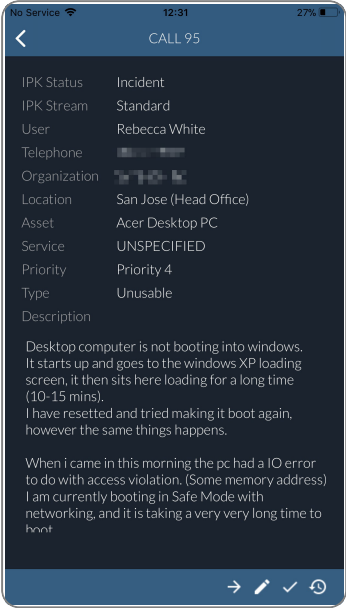 No Service 12:31 27%
CALL 95
IPK Status Incident
IPK Stream Standard
User Rebecca White
Telephone
Organization
Location San Jose (Head Office)
Asset Acer Desktop PC
Service UNSPECIFIED
Priority Priority 4
Type Unusable
Description
Desktop computer is not booting into windows.
It starts up and goes to the windows XP loading
screen, it then sits here loading for a long time
(10-15 mins).
I have resetted and tried making it boot again,
however the same things happens.
When i came in this morning the pc had a IO error
to do with access violation. (Some memory address)
I am currently booting in Safe Mode with
networking, and it is taking a very very long time to
boot